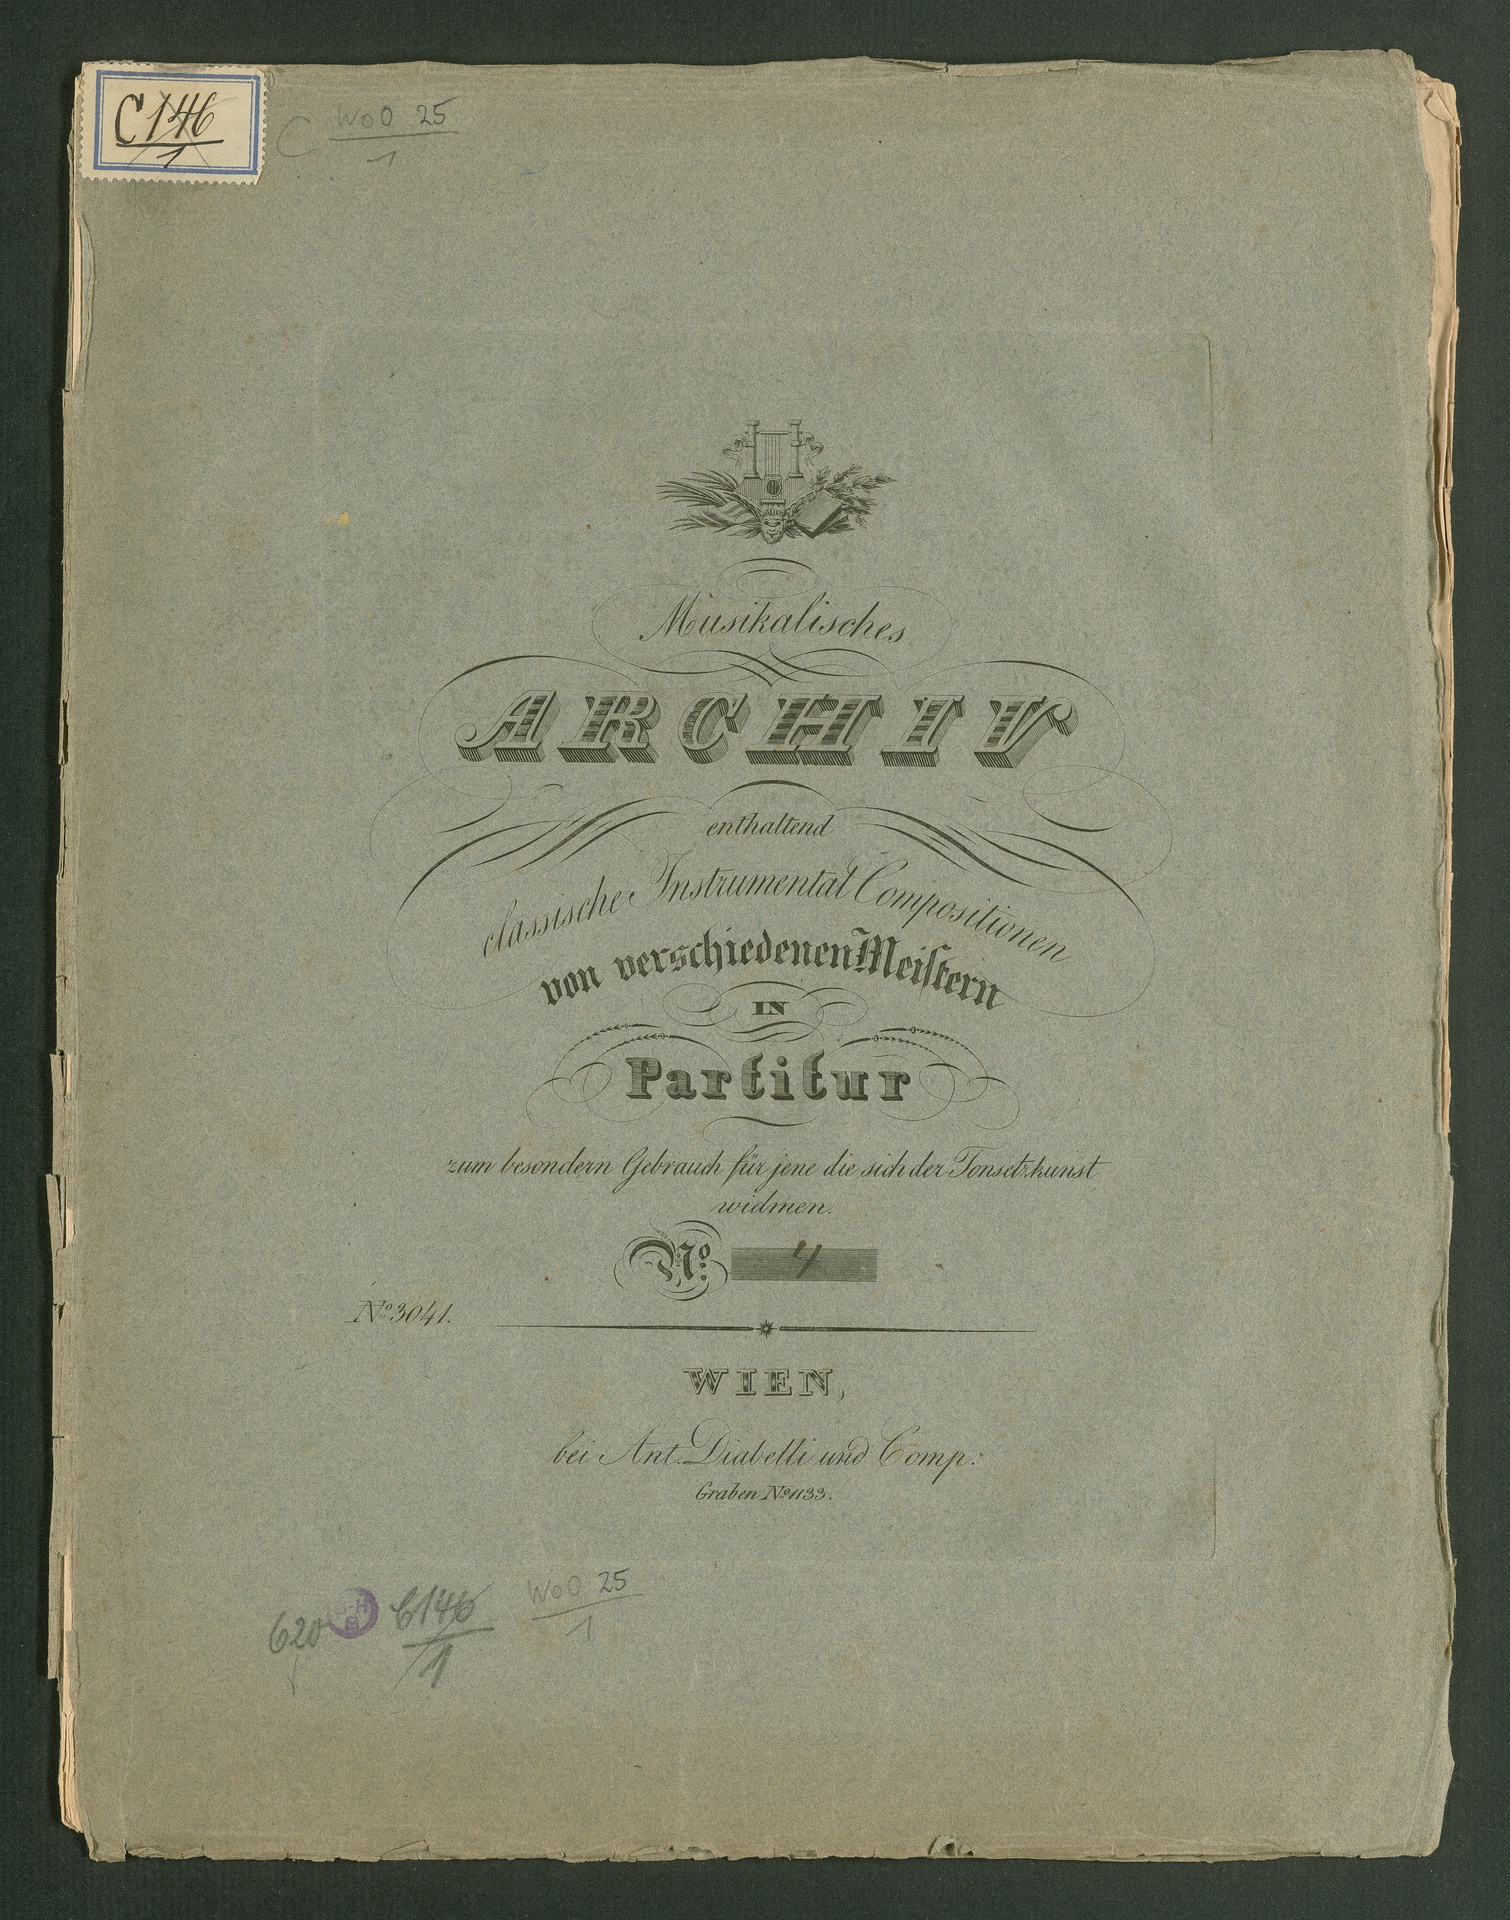 C 146
1
C WoO 25
1
Musikalisches
ARCHIV
enthaltend
classische Instrumental Compositionen
von verschiedenen Meiſtern
IN
Partitur
zum besondern Gebrauch für jene die sich der Tonsetzkunst
widmen.
No. 4
No. 3041.
WIEN,
bei Ant. Diabelli und Comp:
Graben No. 1133.
620 C 146
1
WoO 25
1